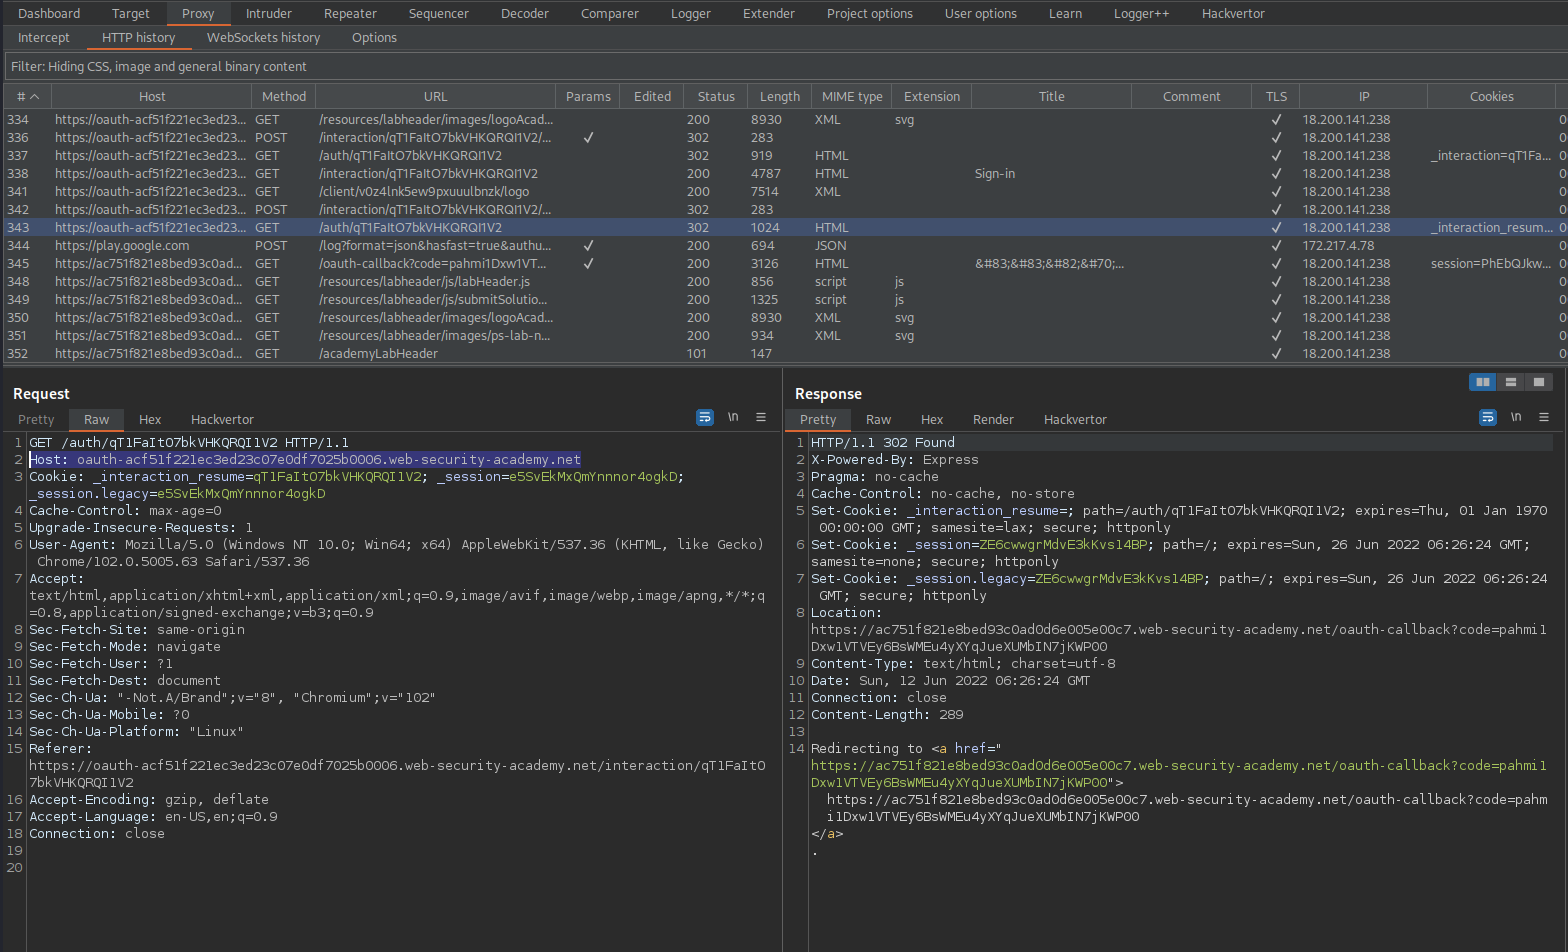 Dashboard Target Proxy Intruder Repeater Sequencer Decoder Comparer Logger Extender Project options User options Learn Logger++ Hackvertor
Intercept HTTP history WebSockets history Options
Filter: Hiding CSS, image and general binary content
# Host Method URL Params Edited Status Length MIME type Extension Title Comment TLS IP Cookies
334 https://oauth-acf51f221ec3ed23... GET /resources/labheader/images/logoAcad... 200 8930 XML svg ✓ 18.200.141.238 0
336 https://oauth-acf51f221ec3ed23... POST /interaction/qT1FaItO7bkVHKQRQI1V2/... ✓ 302 283 ✓ 18.200.141.238 0
337 https://oauth-acf51f221ec3ed23... GET /auth/qT1FaItO7bkVHKQRQI1V2 302 919 HTML ✓ 18.200.141.238 _interaction=qT1Fa... 0
338 https://oauth-acf51f221ec3ed23... GET /interaction/qT1FaItO7bkVHKQRQI1V2 200 4787 HTML Sign-in ✓ 18.200.141.238 0
341 https://oauth-acf51f221ec3ed23... GET /client/v0z4lnk5ew9pxuuulbnzk/logo 200 7514 XML ✓ 18.200.141.238 0
342 https://oauth-acf51f221ec3ed23... POST /interaction/qT1FaItO7bkVHKQRQI1V2/... 302 283 ✓ 18.200.141.238 0
343 https://oauth-acf51f221ec3ed23... GET /auth/qT1FaItO7bkVHKQRQI1V2 302 1024 HTML ✓ 18.200.141.238 _interaction_resum... 0
344 https://play.google.com POST /log?format=json&hasfast=true&authu... ✓ 200 694 JSON ✓ 172.217.4.78 0
345 https://ac751f821e8bed93c0ad... GET /oauth-callback?code=pahmi1Dxw1VT... ✓ 200 3126 HTML &#83;&#83;&#82;&#70;... ✓ 18.200.141.238 session=PhEbQJkw... 0
348 https://ac751f821e8bed93c0ad... GET /resources/labheader/js/labHeader.js 200 856 script js ✓ 18.200.141.238 0
349 https://ac751f821e8bed93c0ad... GET /resources/labheader/js/submitSolutio... 200 1325 script js ✓ 18.200.141.238 0
350 https://ac751f821e8bed93c0ad... GET /resources/labheader/images/logoAcad... 200 8930 XML svg ✓ 18.200.141.238 0
351 https://ac751f821e8bed93c0ad... GET /resources/labheader/images/ps-lab-n... 200 934 XML svg ✓ 18.200.141.238 0
352 https://ac751f821e8bed93c0ad... GET /academyLabHeader 101 147 ✓ 18.200.141.238 0
Request
Pretty Raw Hex Hackvertor \n
1 GET /auth/qT1FaItO7bkVHKQRQI1V2 HTTP/1.1
2 Host: oauth-acf51f221ec3ed23c07e0df7025b0006.web-security-academy.net
3 Cookie: _interaction_resume=qT1FaItO7bkVHKQRQI1V2; _session=e5SvEkMxQmYnnnor4ogkD;
_session.legacy=e5SvEkMxQmYnnnor4ogkD
4 Cache-Control: max-age=0
5 Upgrade-Insecure-Requests: 1
6 User-Agent: Mozilla/5.0 (Windows NT 10.0; Win64; x64) AppleWebKit/537.36 (KHTML, like Gecko)
Chrome/102.0.5005.63 Safari/537.36
7 Accept:
text/html,application/xhtml+xml,application/xml;q=0.9,image/avif,image/webp,image/apng,*/*;q
=0.8,application/signed-exchange;v=b3;q=0.9
8 Sec-Fetch-Site: same-origin
9 Sec-Fetch-Mode: navigate
10 Sec-Fetch-User: ?1
11 Sec-Fetch-Dest: document
12 Sec-Ch-Ua: "-Not.A/Brand";v="8", "Chromium";v="102"
13 Sec-Ch-Ua-Mobile: ?0
14 Sec-Ch-Ua-Platform: "Linux"
15 Referer:
https://oauth-acf51f221ec3ed23c07e0df7025b0006.web-security-academy.net/interaction/qT1FaItO
7bkVHKQRQI1V2
16 Accept-Encoding: gzip, deflate
17 Accept-Language: en-US,en;q=0.9
18 Connection: close
19
20
Response
Pretty Raw Hex Render Hackvertor \n
1 HTTP/1.1 302 Found
2 X-Powered-By: Express
3 Pragma: no-cache
4 Cache-Control: no-cache, no-store
5 Set-Cookie: _interaction_resume=; path=/auth/qT1FaItO7bkVHKQRQI1V2; expires=Thu, 01 Jan 1970
00:00:00 GMT; samesite=lax; secure; httponly
6 Set-Cookie: _session=ZE6cwwgrMdvE3kKvs14BP; path=/; expires=Sun, 26 Jun 2022 06:26:24 GMT;
samesite=none; secure; httponly
7 Set-Cookie: _session.legacy=ZE6cwwgrMdvE3kKvs14BP; path=/; expires=Sun, 26 Jun 2022 06:26:24
GMT; secure; httponly
8 Location:
https://ac751f821e8bed93c0ad0d6e005e00c7.web-security-academy.net/oauth-callback?code=pahmi1
Dxw1VTVEy6BsWMEu4yXYqJueXUMbIN7jKWP00
9 Content-Type: text/html; charset=utf-8
10 Date: Sun, 12 Jun 2022 06:26:24 GMT
11 Connection: close
12 Content-Length: 289
13
14 Redirecting to <a href="
https://ac751f821e8bed93c0ad0d6e005e00c7.web-security-academy.net/oauth-callback?code=pahmi1
Dxw1VTVEy6BsWMEu4yXYqJueXUMbIN7jKWP00">
https://ac751f821e8bed93c0ad0d6e005e00c7.web-security-academy.net/oauth-callback?code=pahm
i1Dxw1VTVEy6BsWMEu4yXYqJueXUMbIN7jKWP00
</a>
.